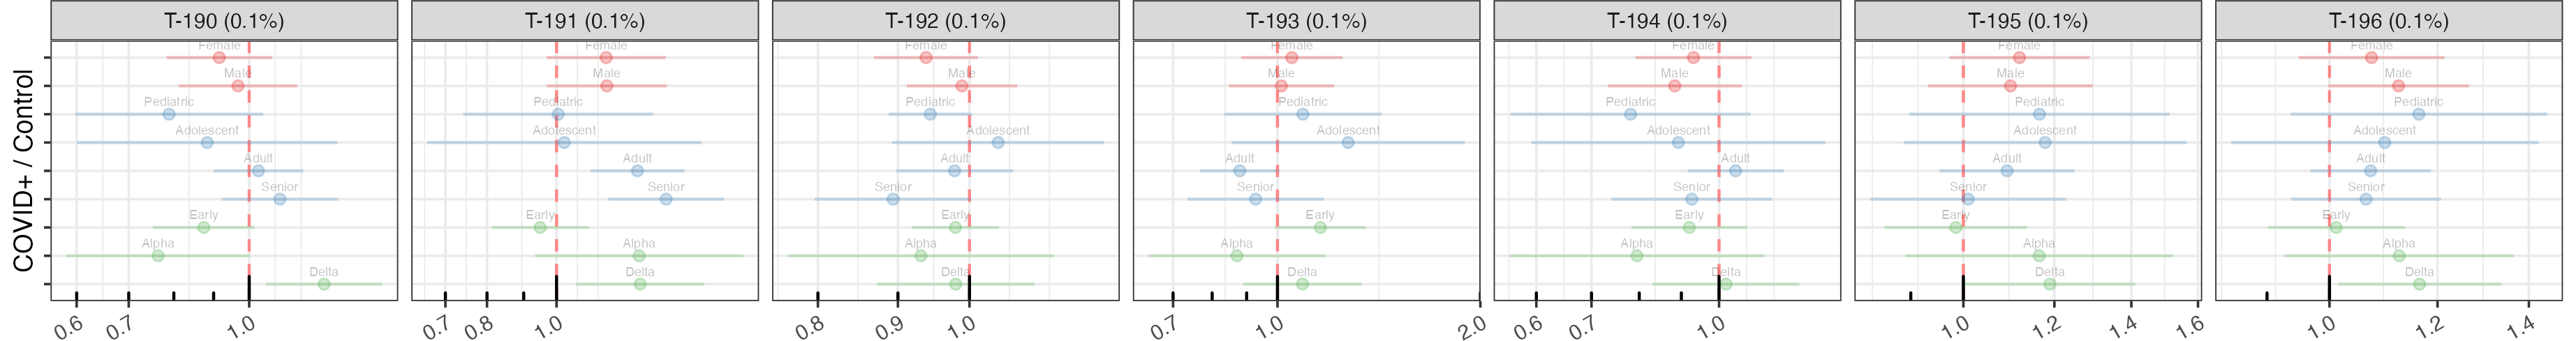 T-190 (0.1%) T-191 (0.1%) T-192 (0.1%) T-193 (0.1%) T-194 (0.1%) T-195 (0.1%) T-196 (0.1%)
COVID+ / Control
Female Female Female Female Female Female Female
Male Male Male Male Male Male Male
Pediatric Pediatric Pediatric Pediatric Pediatric Pediatric Pediatric
Adolescent Adolescent Adolescent Adolescent Adolescent Adolescent Adolescent
Adult Adult Adult Adult Adult Adult Adult
Senior Senior Senior Senior Senior Senior Senior
Early Early Early Early Early Early Early
Alpha Alpha Alpha Alpha Alpha Alpha Alpha
Delta Delta Delta Delta Delta Delta Delta
0.6 0.7 1.0 0.7 0.8 1.0 0.8 0.9 1.0 0.7 1.0 2.0 0.6 0.7 1.0 1.0 1.2 1.4 1.6 1.0 1.2 1.4